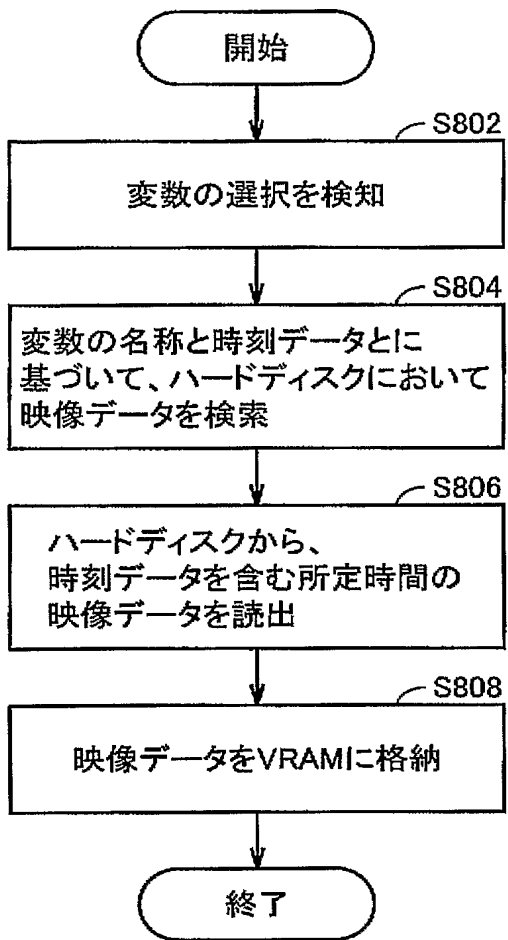 開始
S802
変数の選択を検知
S804
変数の名称と時刻データとに
基づいて、ハードディスクにおいて
映像データを検索
S806
ハードディスクから、
時刻データを含む所定時間の
映像データを読出
S808
映像データをVRAMに格納
終了